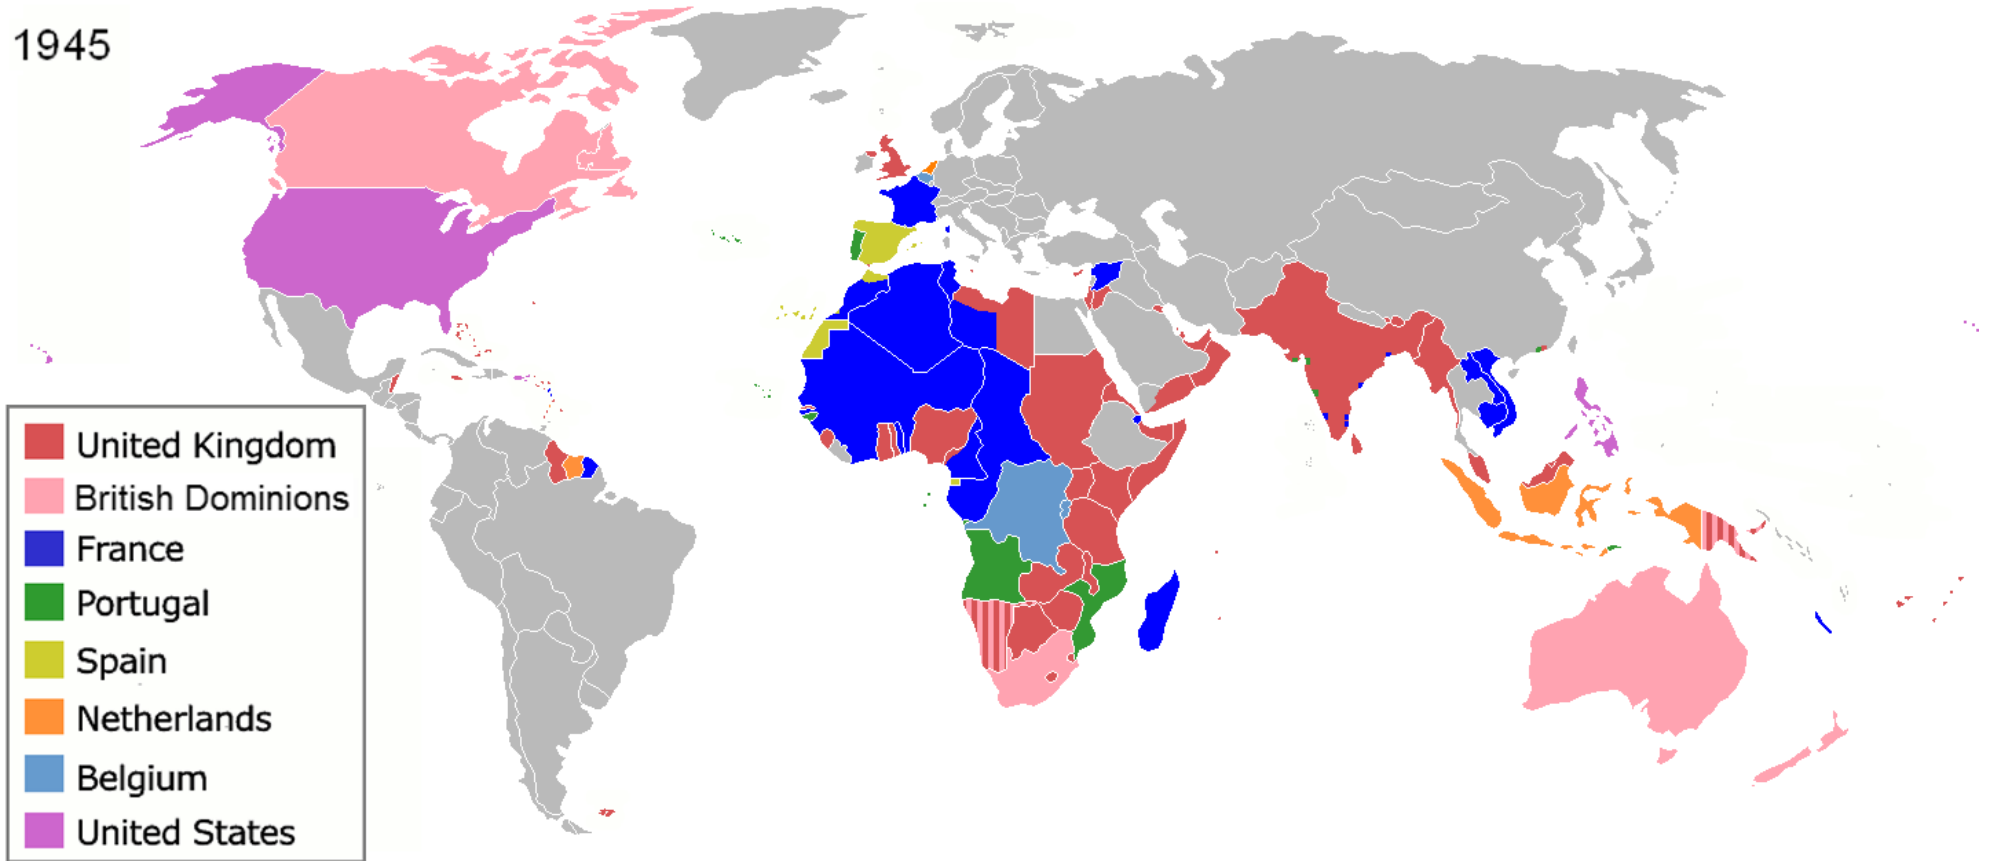 1945
United Kingdom
British Dominions
France
Portugal
Spain
Netherlands
Belgium
United States